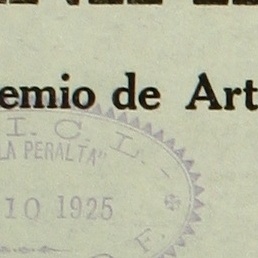 emio de Art
I. C. L.
LA PERALTA"
10 1925
F.